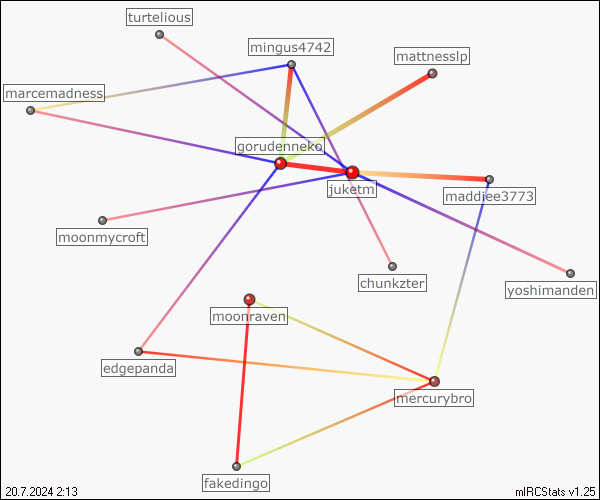 turtelious
mingus4742
mattnesslp
marcemadness
gorudenneko
juketm
maddiee3773
moonmycroft
chunkzter
yoshimanden
moonraven
edgepanda
mercurybro
fakedingo
20.7.2024 2:13
mIRCStats v1.25